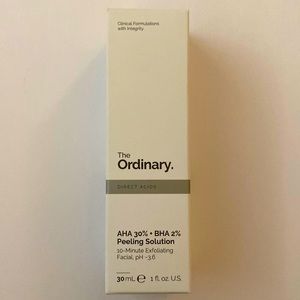 Clinical Formulations
with Integrity.
The
Ordinary.
DIRECT ACIDS
AHA 30% + BHA 2%
Peeling Solution
10-Minute Exfoliating
Facial, pH ~3.6
30 mL ℮ 1 fl. oz. U.S.